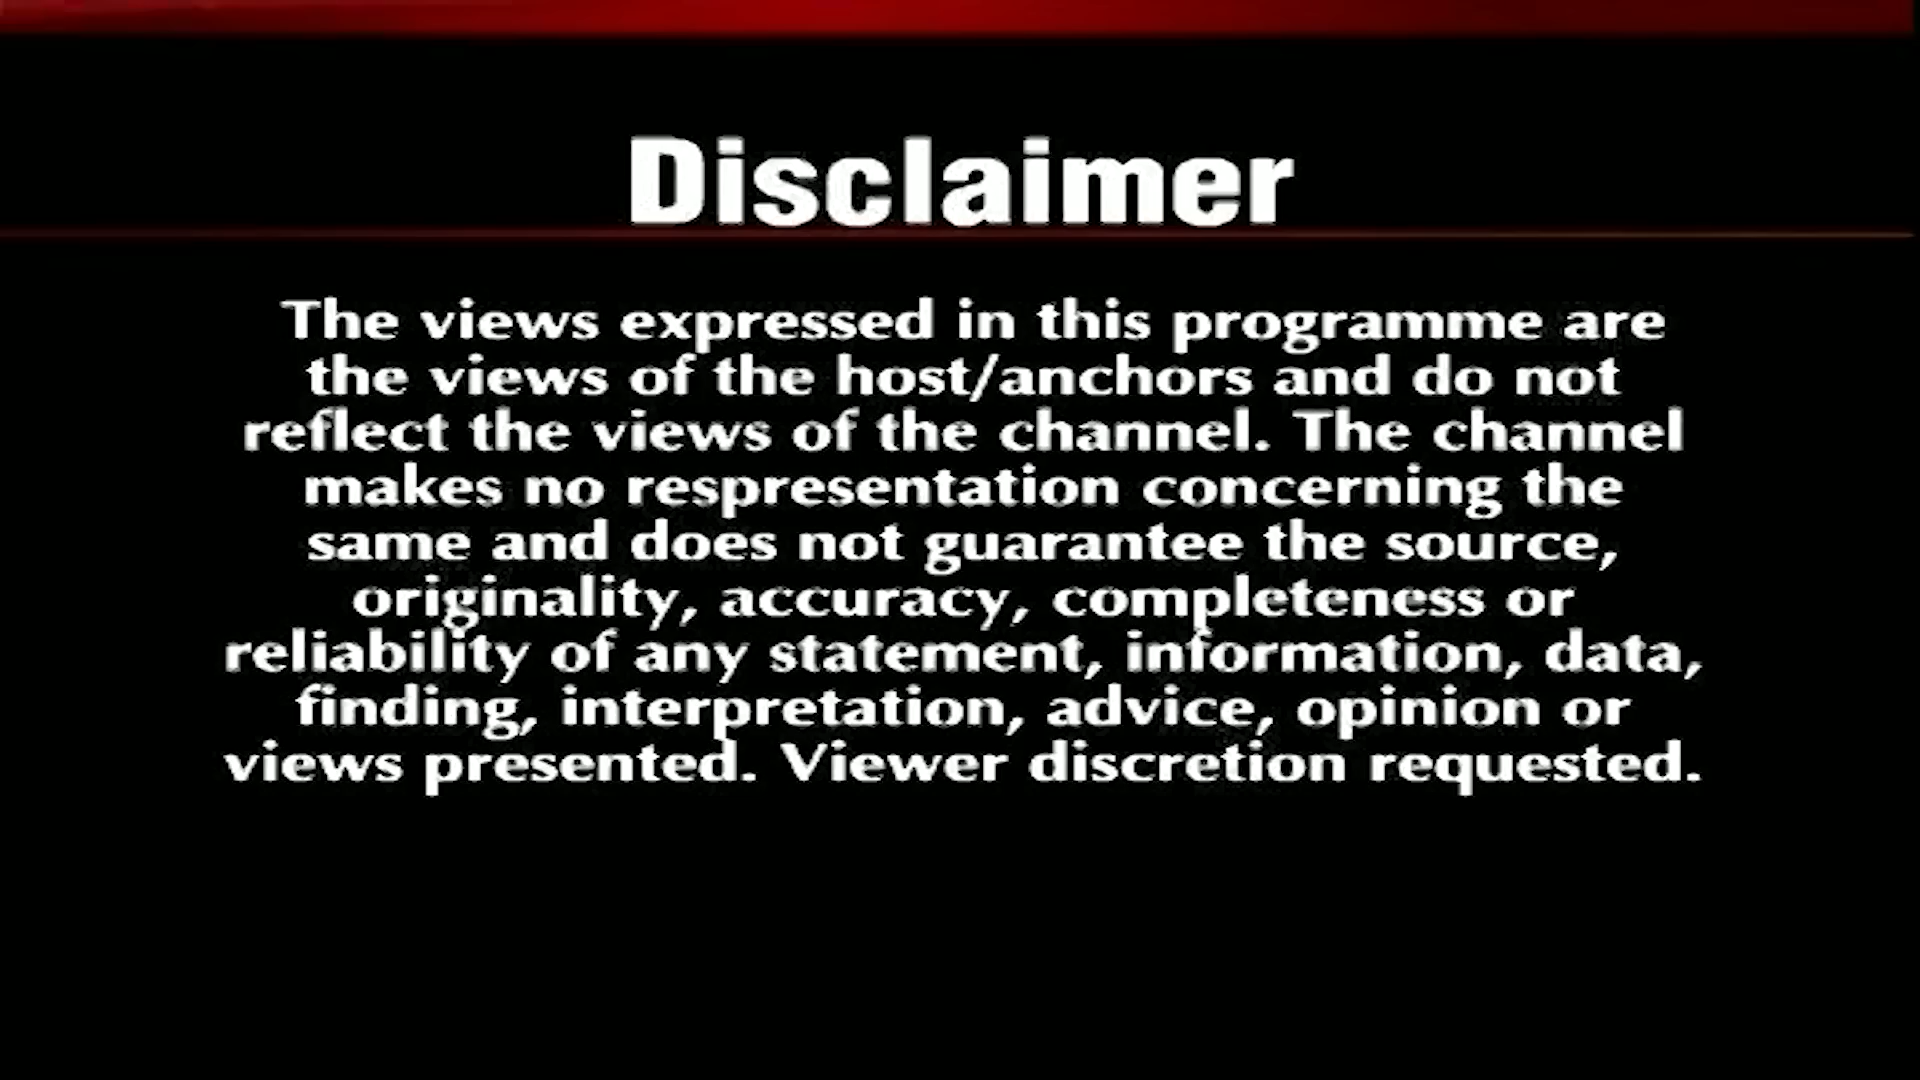 Disclaimer
The views expressed in this programme are
the views of the host/anchors and do not
reflect the views of the channel. The channel
makes no respresentation concerning the
same and does not guarantee the source,
originality, accuracy, completeness or
reliability of any statement, information, data,
finding, interpretation, advice, opinion or
views presented. Viewer discretion requested.